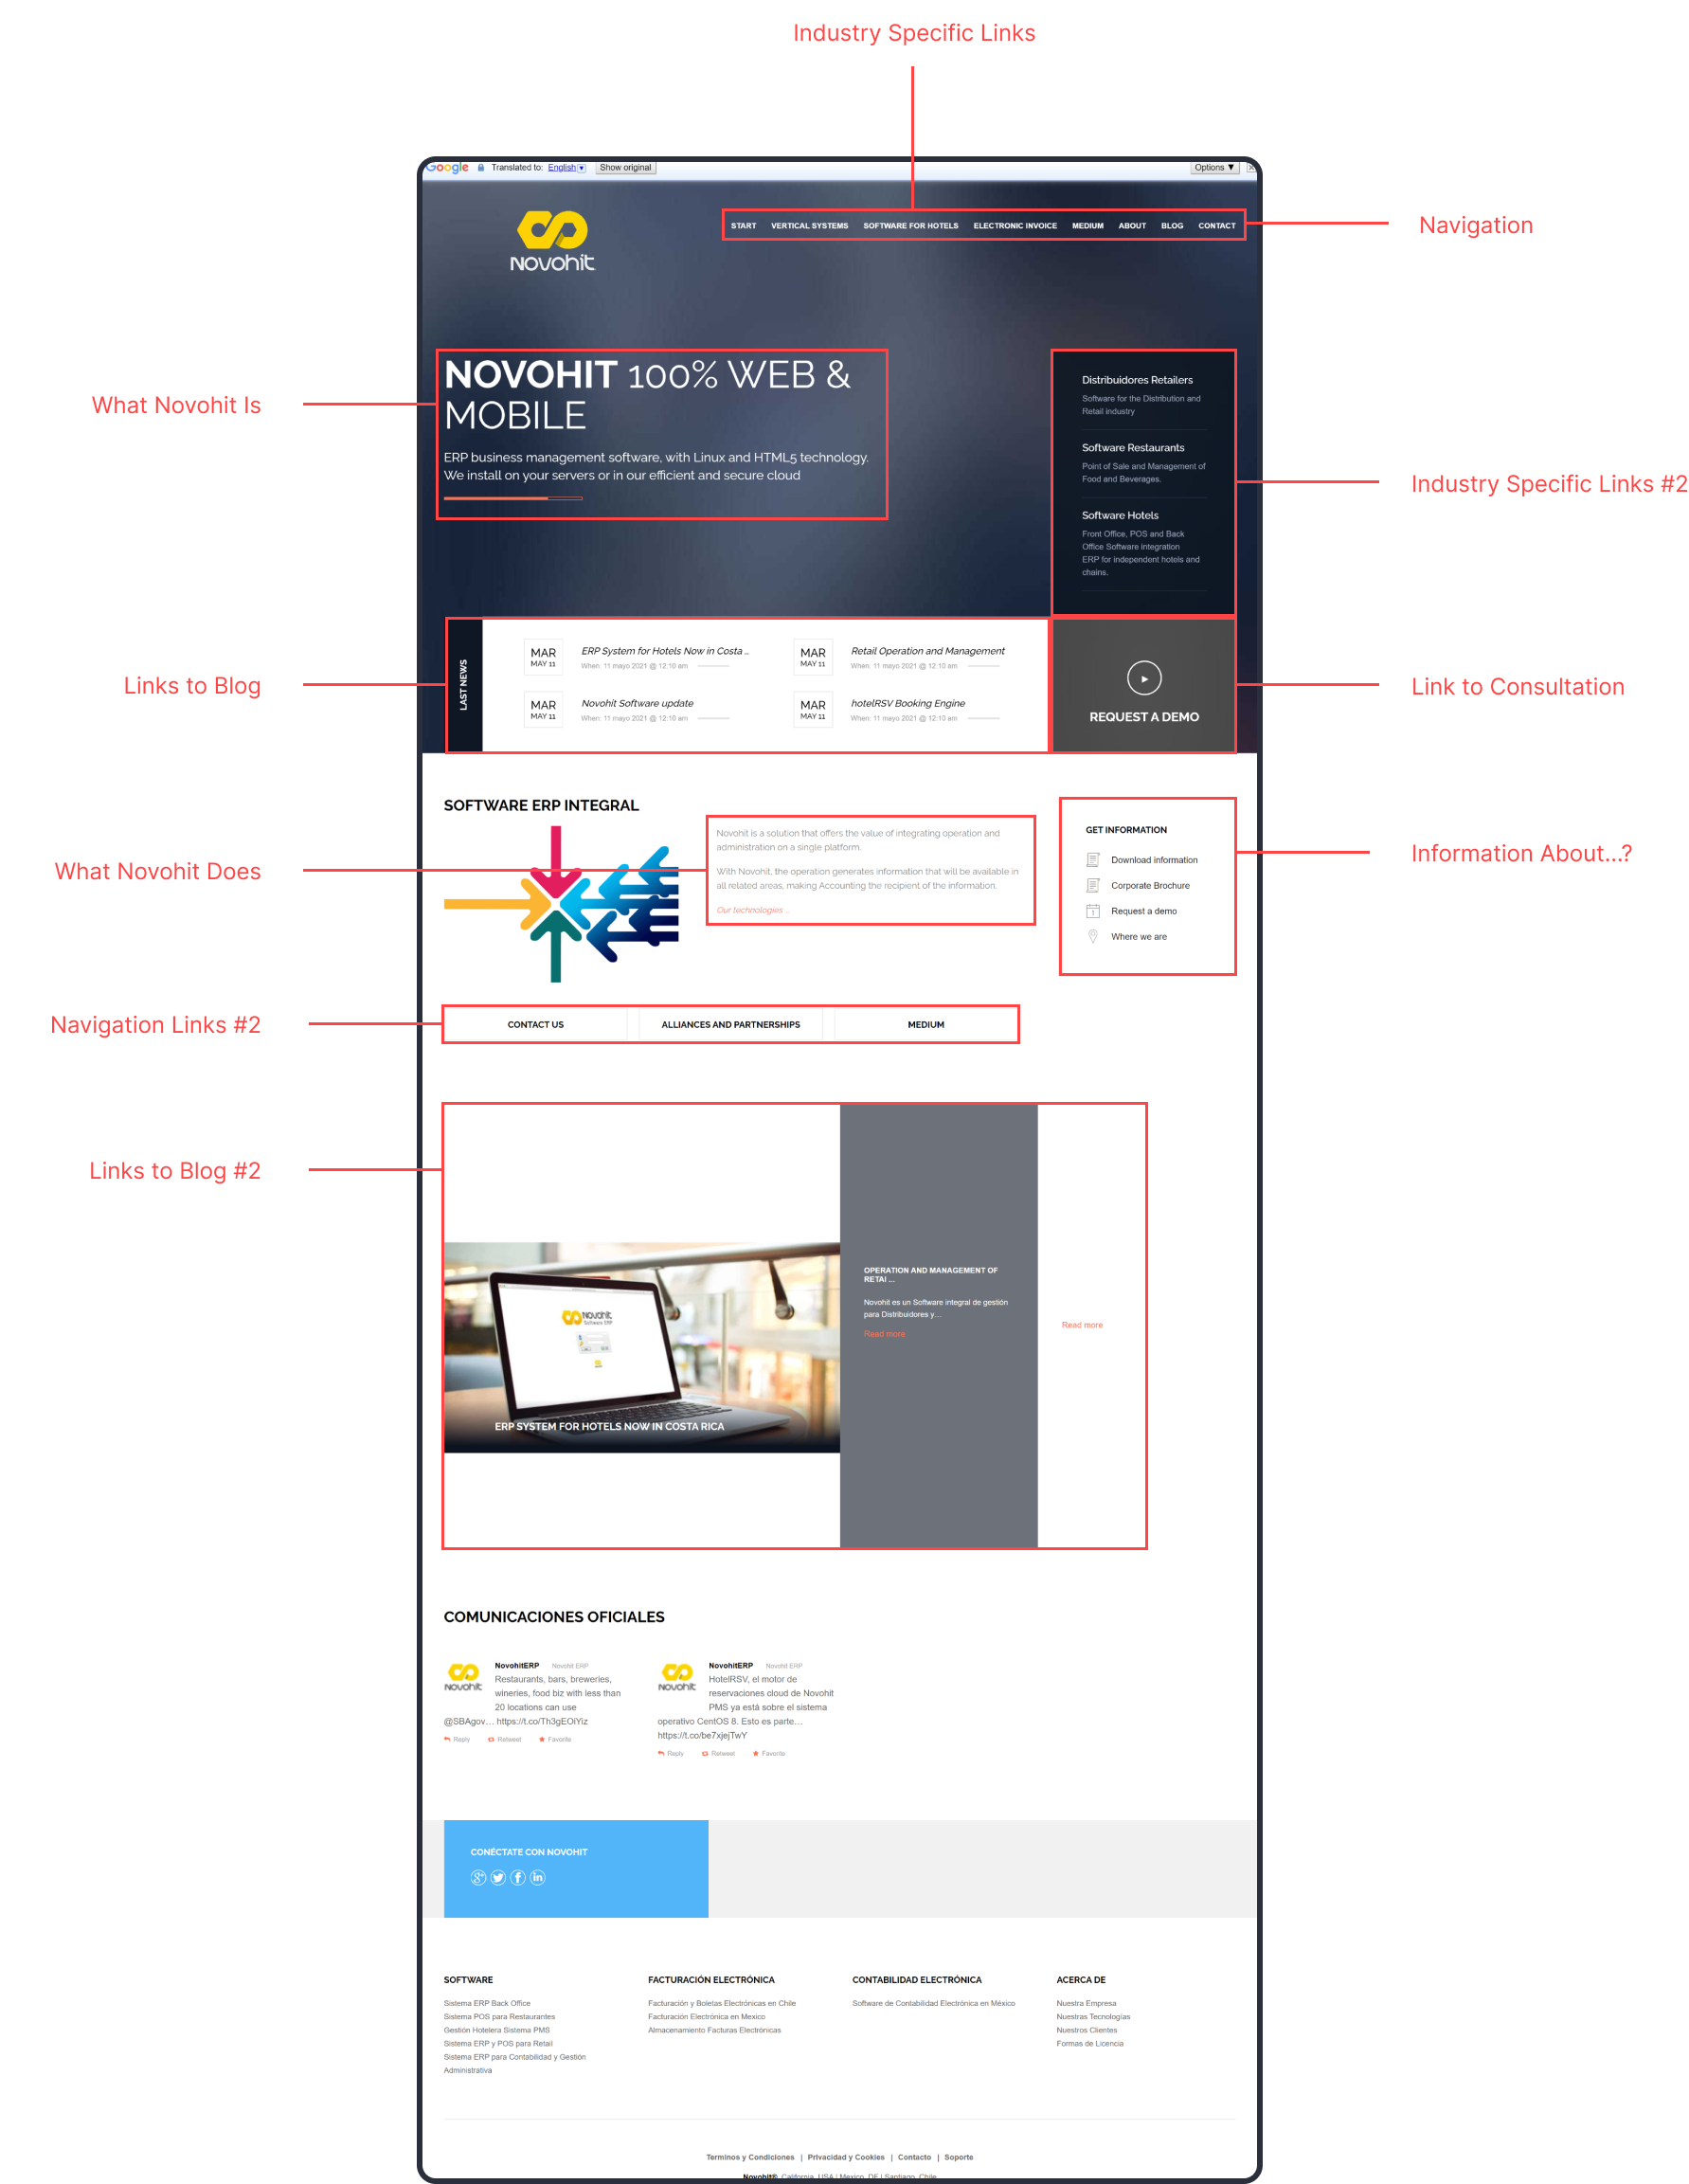 Industry Specific Links
Google Translated to: English Show original Options ▼
Novohit
START VERTICAL SYSTEMS SOFTWARE FOR HOTELS ELECTRONIC INVOICE MEDIUM ABOUT BLOG CONTACT
Navigation
What Novohit Is
NOVOHIT 100% WEB &
MOBILE
ERP business management software, with Linux and HTML5 technology.
We install on your servers or in our efficient and secure cloud
Distribuidores Retailers
Software for the Distribution and
Retail industry
Software Restaurants
Point of Sale and Management of
Food and Beverages.
Software Hotels
Front Office, POS and Back
Office Software integration
ERP for independent hotels and
chains.
Industry Specific Links #2
Links to Blog
LAST NEWS
MAR
MAY 11
ERP System for Hotels Now in Costa ...
When: 11 mayo 2021 @ 12:10 am
MAR
MAY 11
Retail Operation and Management
When: 11 mayo 2021 @ 12:10 am
MAR
MAY 11
Novohit Software update
When: 11 mayo 2021 @ 12:10 am
MAR
MAY 11
hotelRSV Booking Engine
When: 11 mayo 2021 @ 12:10 am
REQUEST A DEMO
Link to Consultation
SOFTWARE ERP INTEGRAL
What Novohit Does
Novohit is a solution that offers the value of integrating operation and
administration on a single platform.
With Novohit, the operation generates information that will be available in
all related areas, making Accounting the recipient of the information.
Our technologies ...
GET INFORMATION
Download information
Corporate Brochure
Request a demo
Where we are
Information About...?
Navigation Links #2
CONTACT US
ALLIANCES AND PARTNERSHIPS
MEDIUM
Links to Blog #2
Novohit
Software ERP
ERP SYSTEM FOR HOTELS NOW IN COSTA RICA
OPERATION AND MANAGEMENT OF
RETAI ...
Novohit es un Software integral de gestión
para Distribuidores y…
Read more
Read more
COMUNICACIONES OFICIALES
Novohit
NovohitERP Novohit ERP
Restaurants, bars, breweries,
wineries, food biz with less than
20 locations can use
@SBAgov… https://t.co/Th3gEOiYiz
Reply Retweet Favorite
Novohit
NovohitERP Novohit ERP
HotelRSV, el motor de
reservaciones cloud de Novohit
PMS ya está sobre el sistema
operativo CentOS 8. Esto es parte…
https://t.co/be7xjejTwY
Reply Retweet Favorite
CONÉCTATE CON NOVOHIT
SOFTWARE
Sistema ERP Back Office
Sistema POS para Restaurantes
Gestión Hotelera Sistema PMS
Sistema ERP y POS para Retail
Sistema ERP para Contabilidad y Gestión
Administrativa
FACTURACIÓN ELECTRÓNICA
Facturación y Boletas Electrónicas en Chile
Facturación Electrónica en Mexico
Almacenamiento Facturas Electrónicas
CONTABILIDAD ELECTRÓNICA
Software de Contabilidad Electrónica en México
ACERCA DE
Nuestra Empresa
Nuestras Tecnologías
Nuestros Clientes
Formas de Licencia
Terminos y Condiciones | Privacidad y Cookies | Contacto | Soporte
Novohit®, California, USA | Mexico, DF | Santiago, Chile